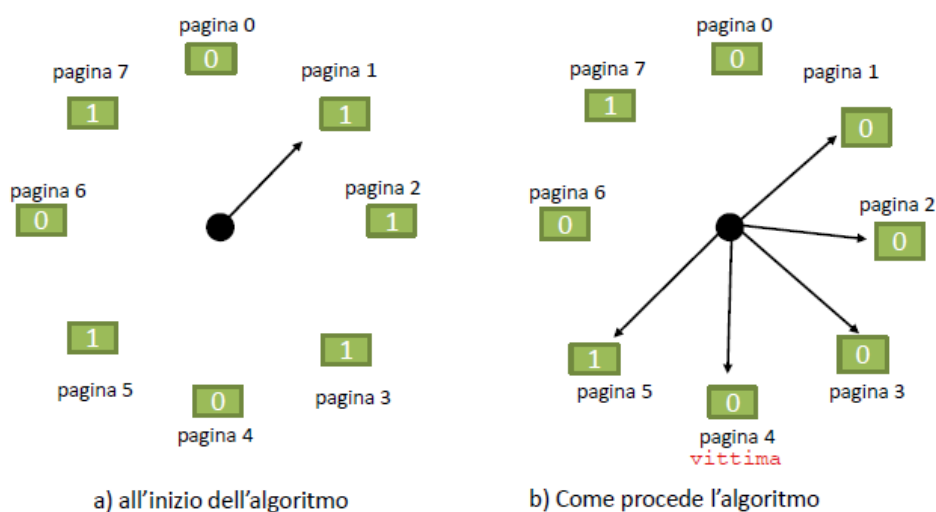 pagina 0
0
pagina 7
1
pagina 1
1
pagina 6
0
pagina 2
1
1
pagina 5
1
pagina 3
0
pagina 4
a) all'inizio dell'algoritmo
pagina 0
0
pagina 7
1
pagina 1
0
pagina 6
0
pagina 2
0
1
pagina 5
0
pagina 3
0
pagina 4
vittima
b) Come procede l'algoritmo